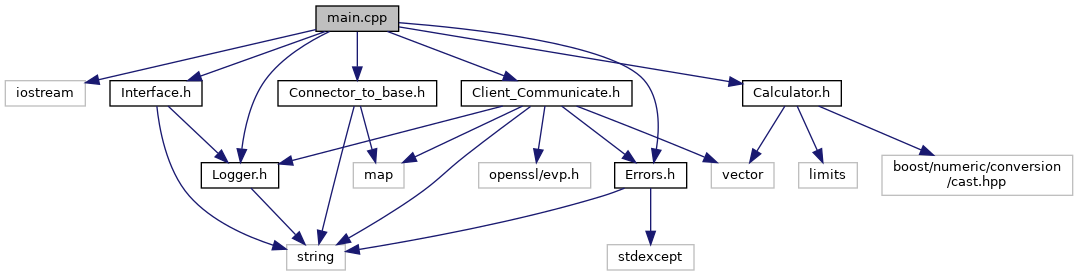 main.cpp
iostream
Interface.h
Connector_to_base.h
Client_Communicate.h
Calculator.h
Logger.h
map
openssl/evp.h
Errors.h
vector
limits
boost/numeric/conversion
/cast.hpp
string
stdexcept